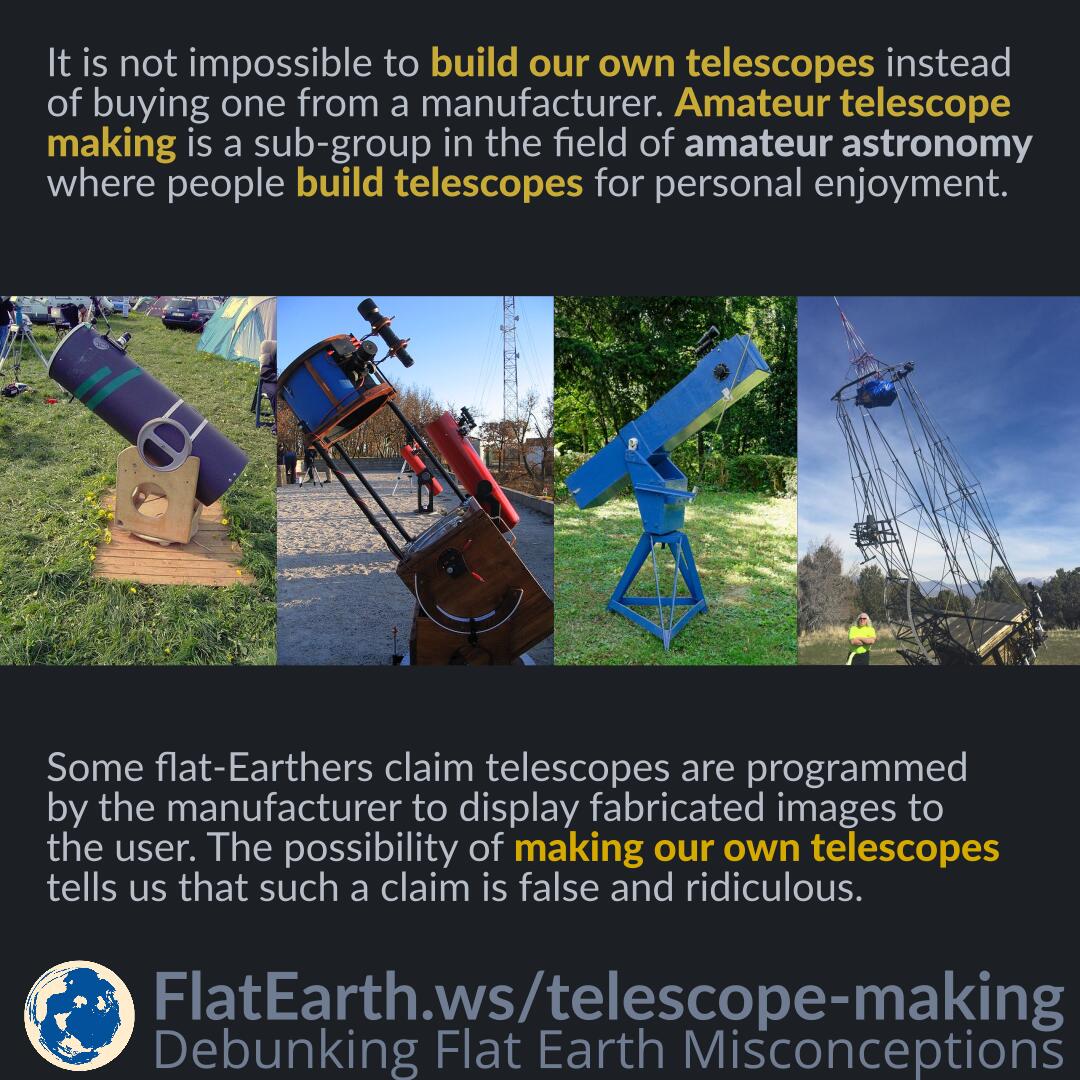 It is not impossible to build our own telescopes instead
of buying one from a manufacturer. Amateur telescope
making is a sub-group in the field of amateur astronomy
where people build telescopes for personal enjoyment.
Some flat-Earthers claim telescopes are programmed
by the manufacturer to display fabricated images to
the user. The possibility of making our own telescopes
tells us that such a claim is false and ridiculous.
FlatEarth.ws/telescope-making
Debunking Flat Earth Misconceptions